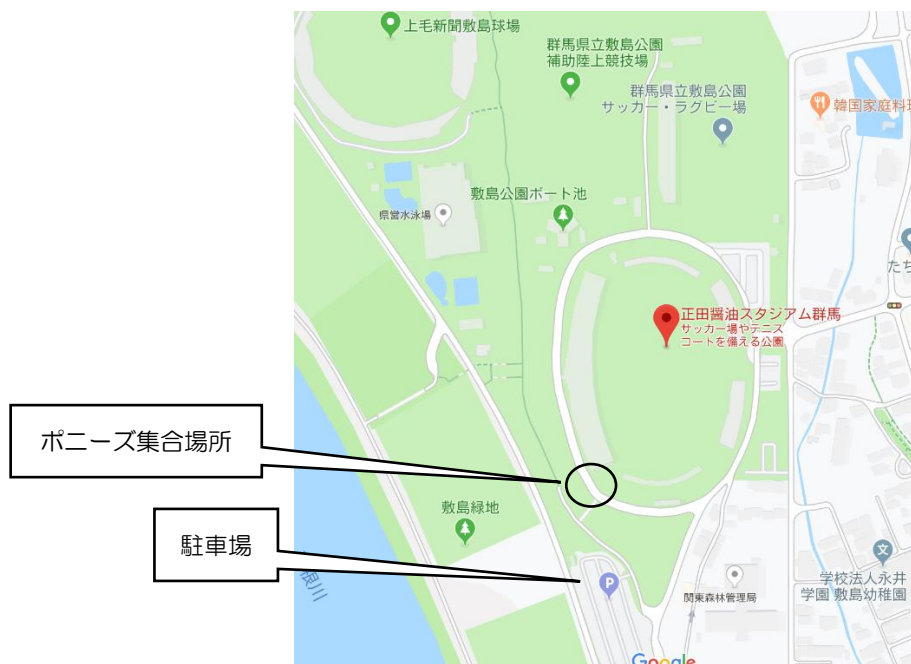 上毛新聞敷島球場
群馬県立敷島公園
補助陸上競技場
群馬県立敷島公園
サッカー・ラグビー場
韓国家庭料理
敷島公園ボート池
県営水泳場
たち
正田醤油スタジアム群馬
サッカー場やテニス
コートを備える公園
ポニーズ集合場所
敷島緑地
駐車場
P
文
根川
関東森林管理局
学校法人永井
学園 敷島幼稚園
Google